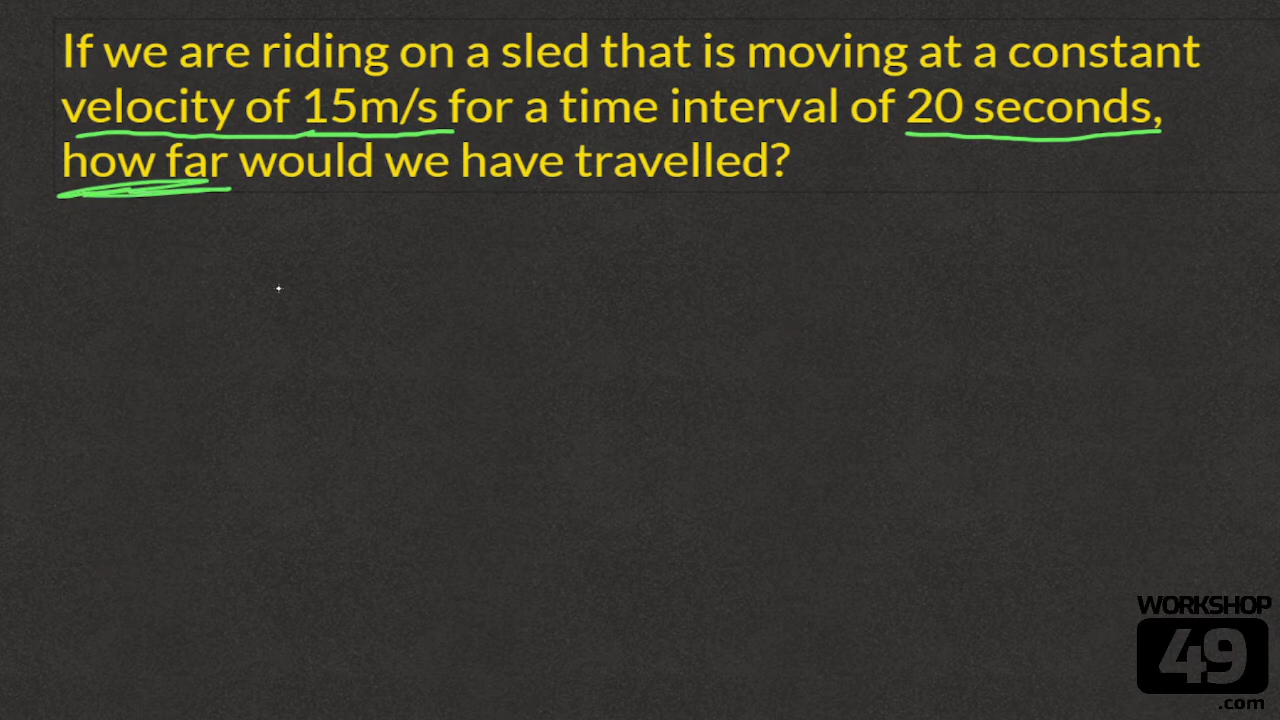 If we are riding on a sled that is moving at a constant
velocity of 15m/s for a time interval of 20 seconds,
how far would we have travelled?
WORKSHOP
49
.com